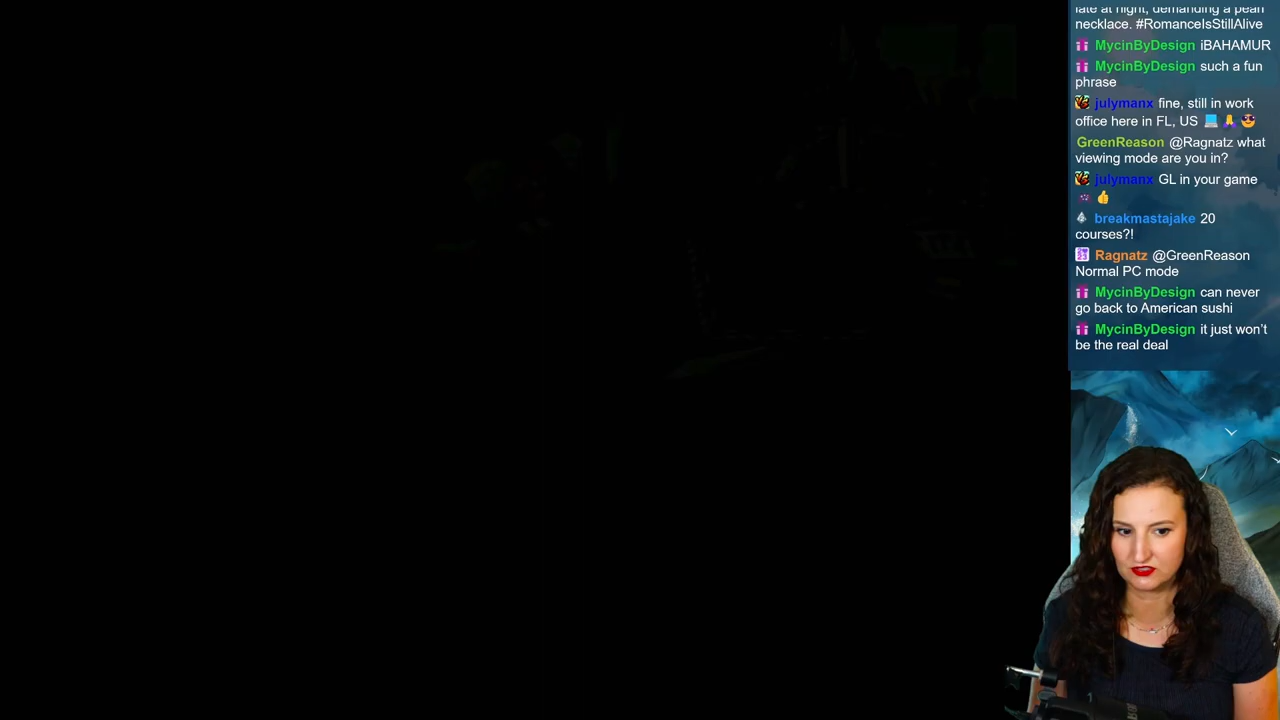 late at night, demanding a pearl
necklace. #RomanceIsStillAlive
MycinByDesign iBAHAMUR
MycinByDesign such a fun
phrase
julymanx fine, still in work
office here in FL, US 💻🙏😎
GreenReason @Ragnatz what
viewing mode are you in?
julymanx GL in your game
🎮👍
breakmastajake 20
courses?!
Ragnatz @GreenReason
Normal PC mode
MycinByDesign can never
go back to American sushi
MycinByDesign it just won't
be the real deal